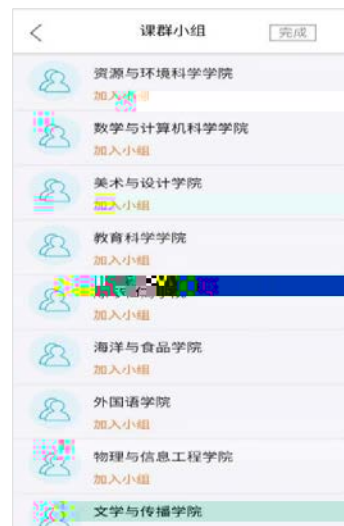 课群小组
完成
资源与环境科学学院
加入小组
数学与计算机科学学院
加入小组
美术与设计学院
加入小组
教育科学学院
加入小组
加入小组
海洋与食品学院
加入小组
外国语学院
加入小组
物理与信息工程学院
加入小组
文学与传播学院